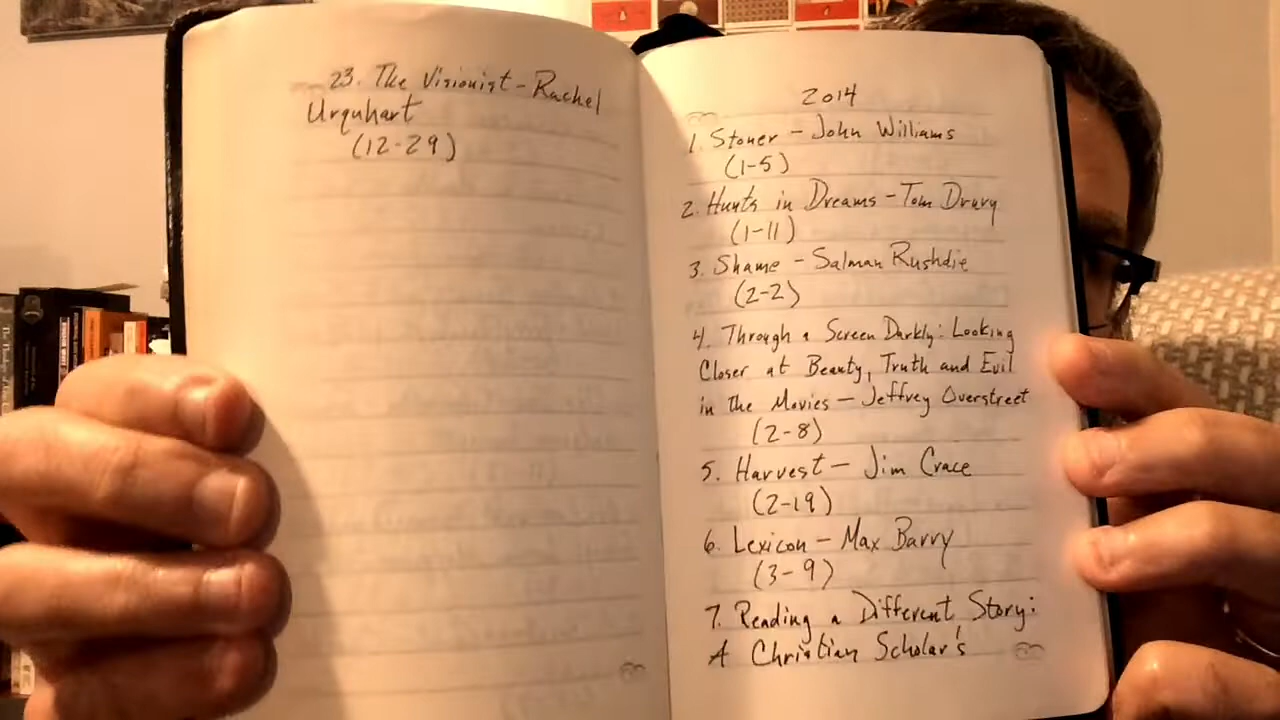 23. The Visionist - Rachel
Urquhart
(12-29)
2014
1. Stoner - John Williams
(1-5)
2. Hunts in Dreams - Tom Drury
(1-11)
3. Shame - Salman Rushdie
(2-2)
4. Through a Screen Darkly: Looking
Closer at Beauty, Truth and Evil
in the Movies - Jeffrey Overstreet
(2-8)
5. Harvest - Jim Crace
(2-19)
6. Lexicon - Max Barry
(3-9)
7. Reading a Different Story:
A Christian Scholar's